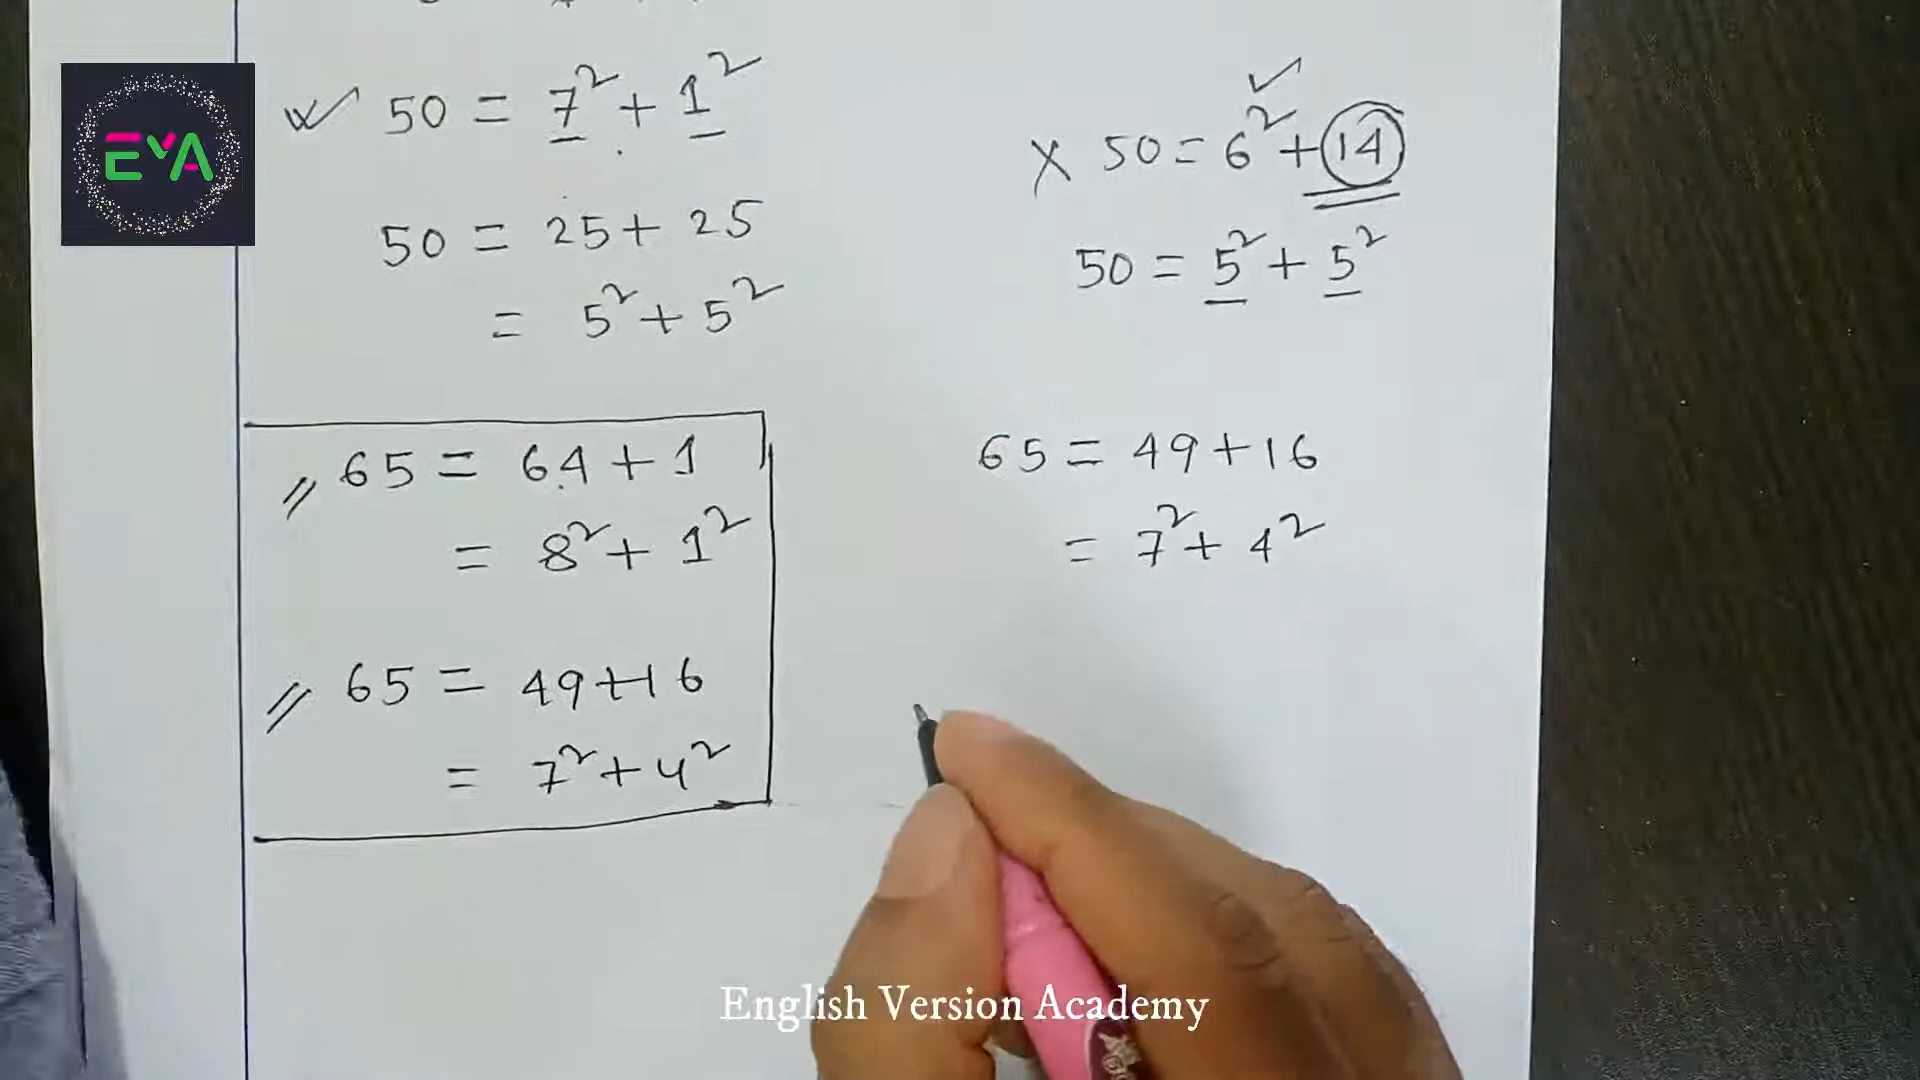 EYA
50 = 7² + 1²
50 = 25 + 25
= 5² + 5²
65 = 64 + 1
= 8² + 1²
65 = 49 + 16
= 7² + 4²
✓
X 50 = 6² + 14
50 = 5² + 5²
65 = 49 + 16
= 7² + 4²
English Version Academy